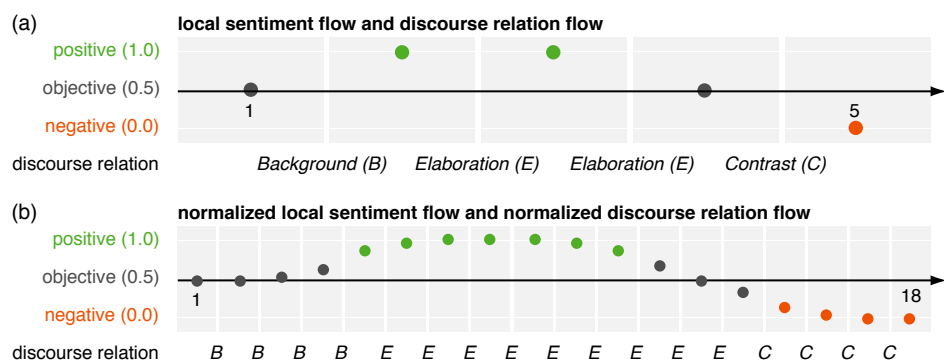 (a) local sentiment flow and discourse relation flow
positive (1.0)
objective (0.5)
1 5
negative (0.0)
discourse relation Background (B) Elaboration (E) Elaboration (E) Contrast (C)
(b) normalized local sentiment flow and normalized discourse relation flow
positive (1.0)
objective (0.5)
1 18
negative (0.0)
discourse relation B B B B E E E E E E E E E C C C C